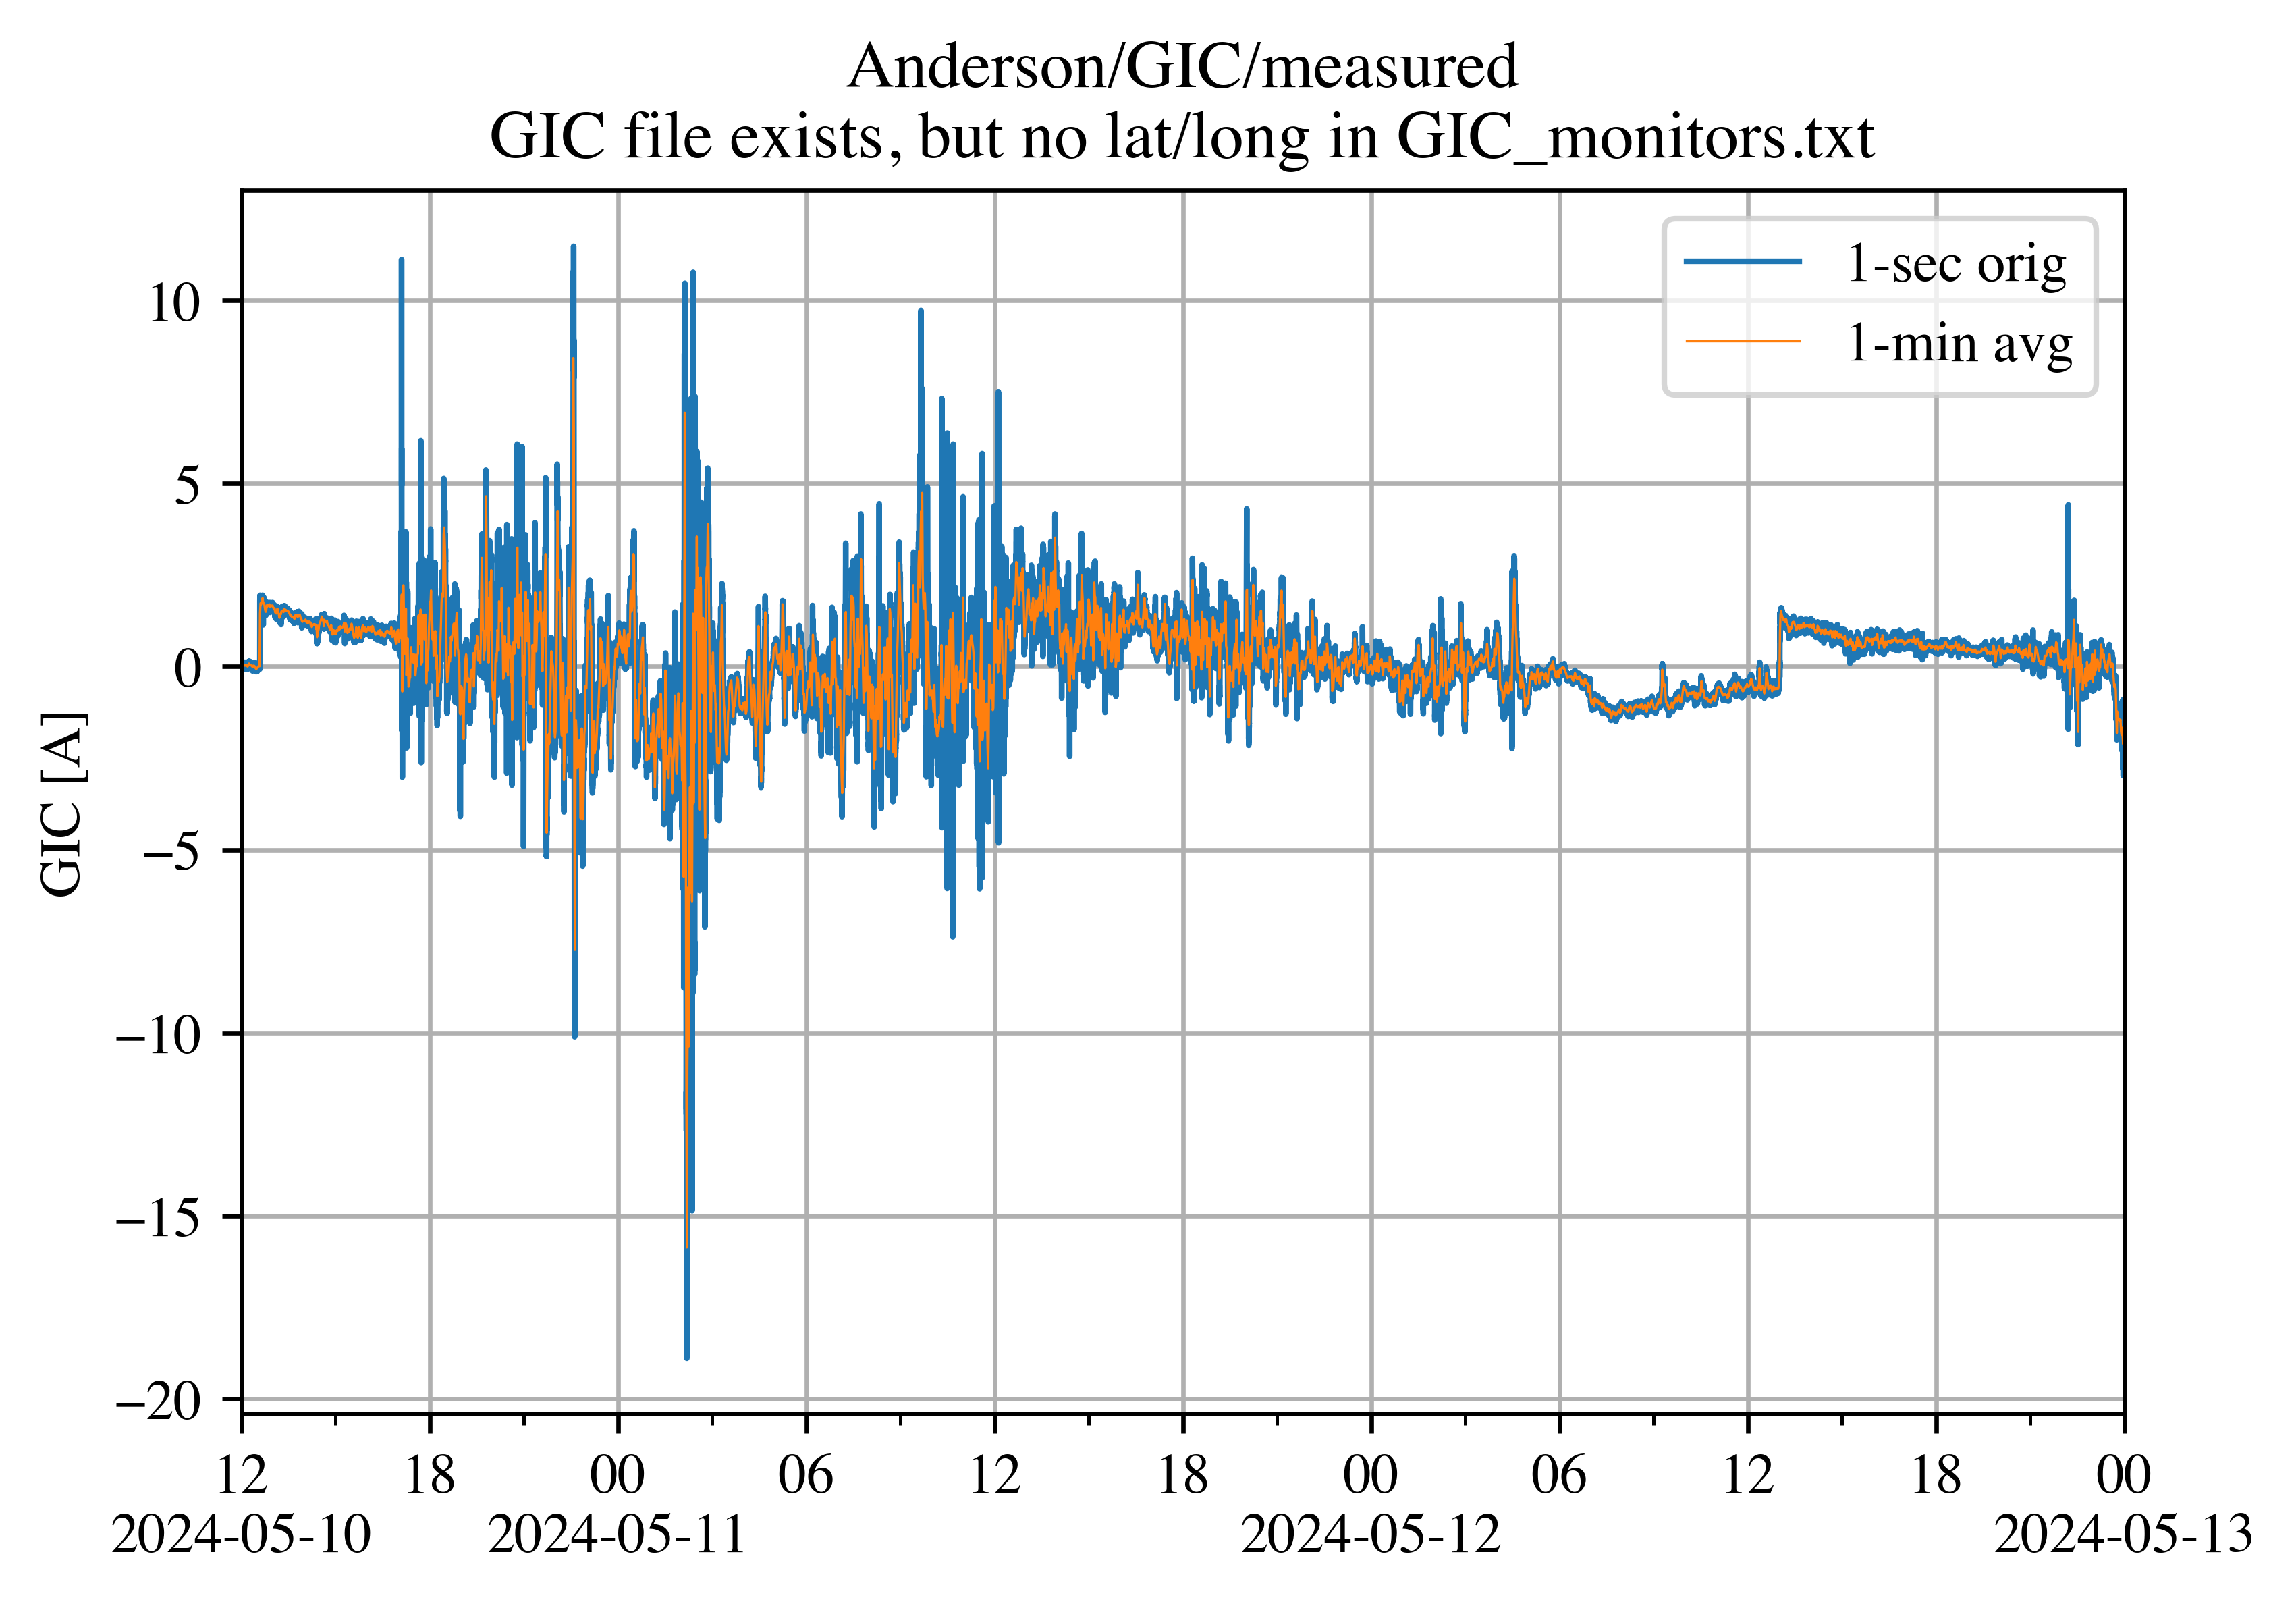 Anderson/GIC/measured
GIC file exists, but no lat/long in GIC_monitors.txt
1-sec orig
1-min avg
GIC [A]
10
5
0
−5
−10
−15
−20
12 18 00 06 12 18 00 06 12 18 00
2024-05-10 2024-05-11 2024-05-12 2024-05-13